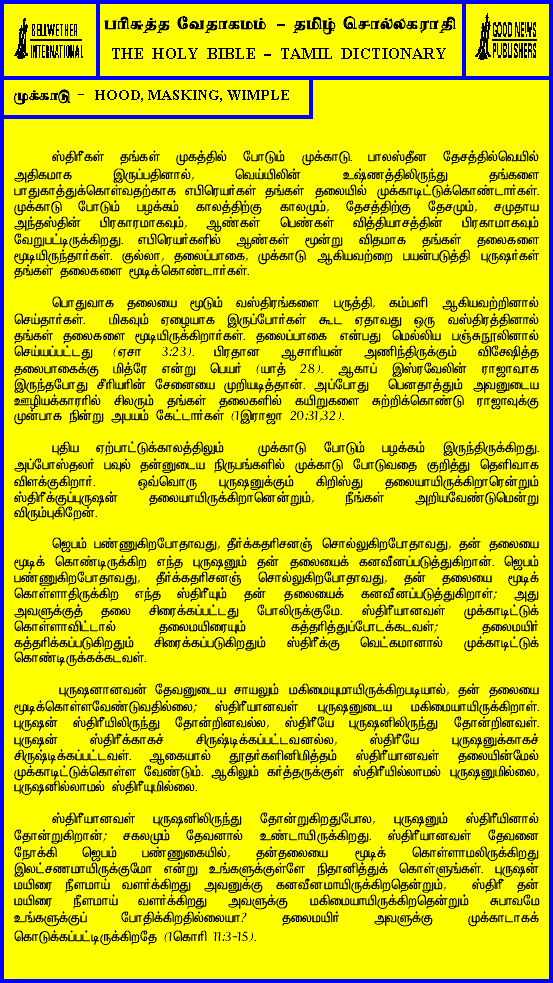 BELLWETHER
INTERNATIONAL
பரிசுத்த வேதாகமம் - தமிழ் சொல்லகராதி
THE HOLY BIBLE - TAMIL DICTIONARY
GOOD NEWS
PUBLISHERS
முக்காடு - HOOD, MASKING, WIMPLE
ஸ்திரீகள் தங்கள் முகத்தில் போடும் முக்காடு. பாலஸ்தீன தேசத்தில்வெயில்
அதிகமாக இருப்பதினால், வெய்யிலின் உஷ்ணத்திலிருந்து தங்களை
பாதுகாத்துக்கொள்வதற்காக எபிரெயர்கள் தங்கள் தலையில் முக்காடிட்டுக்கொண்டார்கள்.
முக்காடு போடும் பழக்கம் காலத்திற்கு காலமும், தேசத்திற்கு தேசமும், சமுதாய
அந்தஸ்தின் பிரகாரமாகவும், ஆண்கள் பெண்கள் வித்தியாசத்தின் பிரகாமாகவும்
வேறுபட்டிருக்கிறது. எபிரெயர்களில் ஆண்கள் மூன்று விதமாக தங்கள் தலைகளை
மூடியிருந்தார்கள். குல்லா, தலைப்பாகை, முக்காடு ஆகியவற்றை பயன்படுத்தி புருஷர்கள்
தங்கள் தலைகளை மூடிக்கொண்டார்கள்.
பொதுவாக தலையை மூடும் வஸ்திரங்களை பருத்தி, கம்பளி ஆகியவற்றினால்
செய்தார்கள். மிகவும் ஏழையாக இருப்போர்கள் கூட ஏதாவது ஒரு வஸ்திரத்தினால்
தங்கள் தலைகளை மூடியிருக்கிறார்கள். தலைப்பாகை என்பது மெல்லிய பஞ்சுநூலினால்
செய்யப்பட்டது (ஏசா 3:23). பிரதான ஆசாரியன் அணிந்திருக்கும் விசேஷித்த
தலைபாகைக்கு மித்ரே என்று பெயர் (யாத் 28). ஆகாப் இஸ்ரவேலின் ராஜாவாக
இருந்தபோது சீரியரின் சேனையை முறியடித்தான். அப்போது பெனதாத்தும் அவனுடைய
ஊழியக்காரரில் சிலரும் தங்கள் தலைகளில் கயிறுகளை சுற்றிக்கொண்டு ராஜாவுக்கு
முன்பாக நின்று அபயம் கேட்டார்கள் (1இராஜா 20:31,32).
புதிய ஏற்பாட்டுக்காலத்திலும் முக்காடு போடும் பழக்கம் இருந்திருக்கிறது.
அப்போஸ்தலர் பவுல் தன்னுடைய நிருபங்களில் முக்காடு போடுவதை குறித்து தெளிவாக
விளக்குகிறார். ஒவ்வொரு புருஷனுக்கும் கிறிஸ்து தலையாயிருக்கிறாரென்றும்
ஸ்திரீக்குப்புருஷன் தலையாயிருக்கிறானென்றும், நீங்கள் அறியவேண்டுமென்று
விரும்புகிறேன்.
ஜெபம் பண்ணுகிறபோதாவது, தீர்க்கதரிசனஞ் சொல்லுகிறபோதாவது, தன் தலையை
மூடிக் கொண்டிருக்கிற எந்த புருஷனும் தன் தலையைக் கனவீனப்படுத்துகிறான். ஜெபம்
பண்ணுகிறபோதாவது, தீர்க்கதரிசனஞ் சொல்லுகிறபோதாவது, தன் தலையை மூடிக்
கொள்ளாதிருக்கிற எந்த ஸ்திரீயும் தன் தலையைக் கனவீனப்படுத்துகிறாள்; அது
அவளுக்குத் தலை சிரைக்கப்பட்டது போலிருக்குமே. ஸ்திரீயானவள் முக்காடிட்டுக்
கொள்ளாவிட்டால் தலைமயிரையும் கத்தரித்துப்போடக்கடவள்; தலைமயிர்
கத்தரிக்கப்படுகிறதும் சிரைக்கப்படுகிறதும் ஸ்திரீக்கு வெட்கமானால் முக்காடிட்டுக்
கொண்டிருக்கக்கடவள்.
புருஷனானவன் தேவனுடைய சாயலும் மகிமையுமாயிருக்கிறபடியால், தன் தலையை
மூடிக்கொள்ளவேண்டுவதில்லை; ஸ்திரீயானவள் புருஷனுடைய மகிமையாயிருக்கிறாள்.
புருஷன் ஸ்திரீயிலிருந்து தோன்றினவல்ல, ஸ்திரீயே புருஷனிலிருந்து தோன்றினவள்.
புருஷன் ஸ்திரீக்காகச் சிருஷ்டிக்கப்பட்டவனல்ல, ஸ்திரீயே புருஷனுக்காகச்
சிருஷ்டிக்கப்பட்டவள். ஆகையால் தூதர்களினிமித்தம் ஸ்திரீயானவள் தலையின்மேல்
முக்காடிட்டுக்கொள்ள வேண்டும். ஆகிலும் கர்த்தருக்குள் ஸ்திரீயில்லாமல் புருஷனுமில்லை,
புருஷனில்லாமல் ஸ்திரீயுமில்லை.
ஸ்திரீயானவள் புருஷனிலிருந்து தோன்றுகிறதுபோல, புருஷனும் ஸ்திரீயினால்
தோன்றுகிறான்; சகலமும் தேவனால் உண்டாயிருக்கிறது. ஸ்திரீயானவள் தேவனை
நோக்கி ஜெபம் பண்ணுகையில், தன்தலையை மூடிக் கொள்ளாமலிருக்கிறது
இலட்சணமாயிருக்குமோ என்று உங்களுக்குள்ளே நிதானித்துக் கொள்ளுங்கள். புருஷன்
மயிரை நீளமாய் வளர்க்கிறது அவனுக்கு கனவீனமாயிருக்கிறதென்றும், ஸ்திரீ தன்
மயிரை நீளமாய் வளர்க்கிறது அவளுக்கு மகிமையாயிருக்கிறதென்றும் சுபாவமே
உங்களுக்குப் போதிக்கிறதில்லையா? தலைமயிர் அவளுக்கு முக்காடாகக்
கொடுக்கப்பட்டிருக்கிறதே (1கொரி 11:3-15).